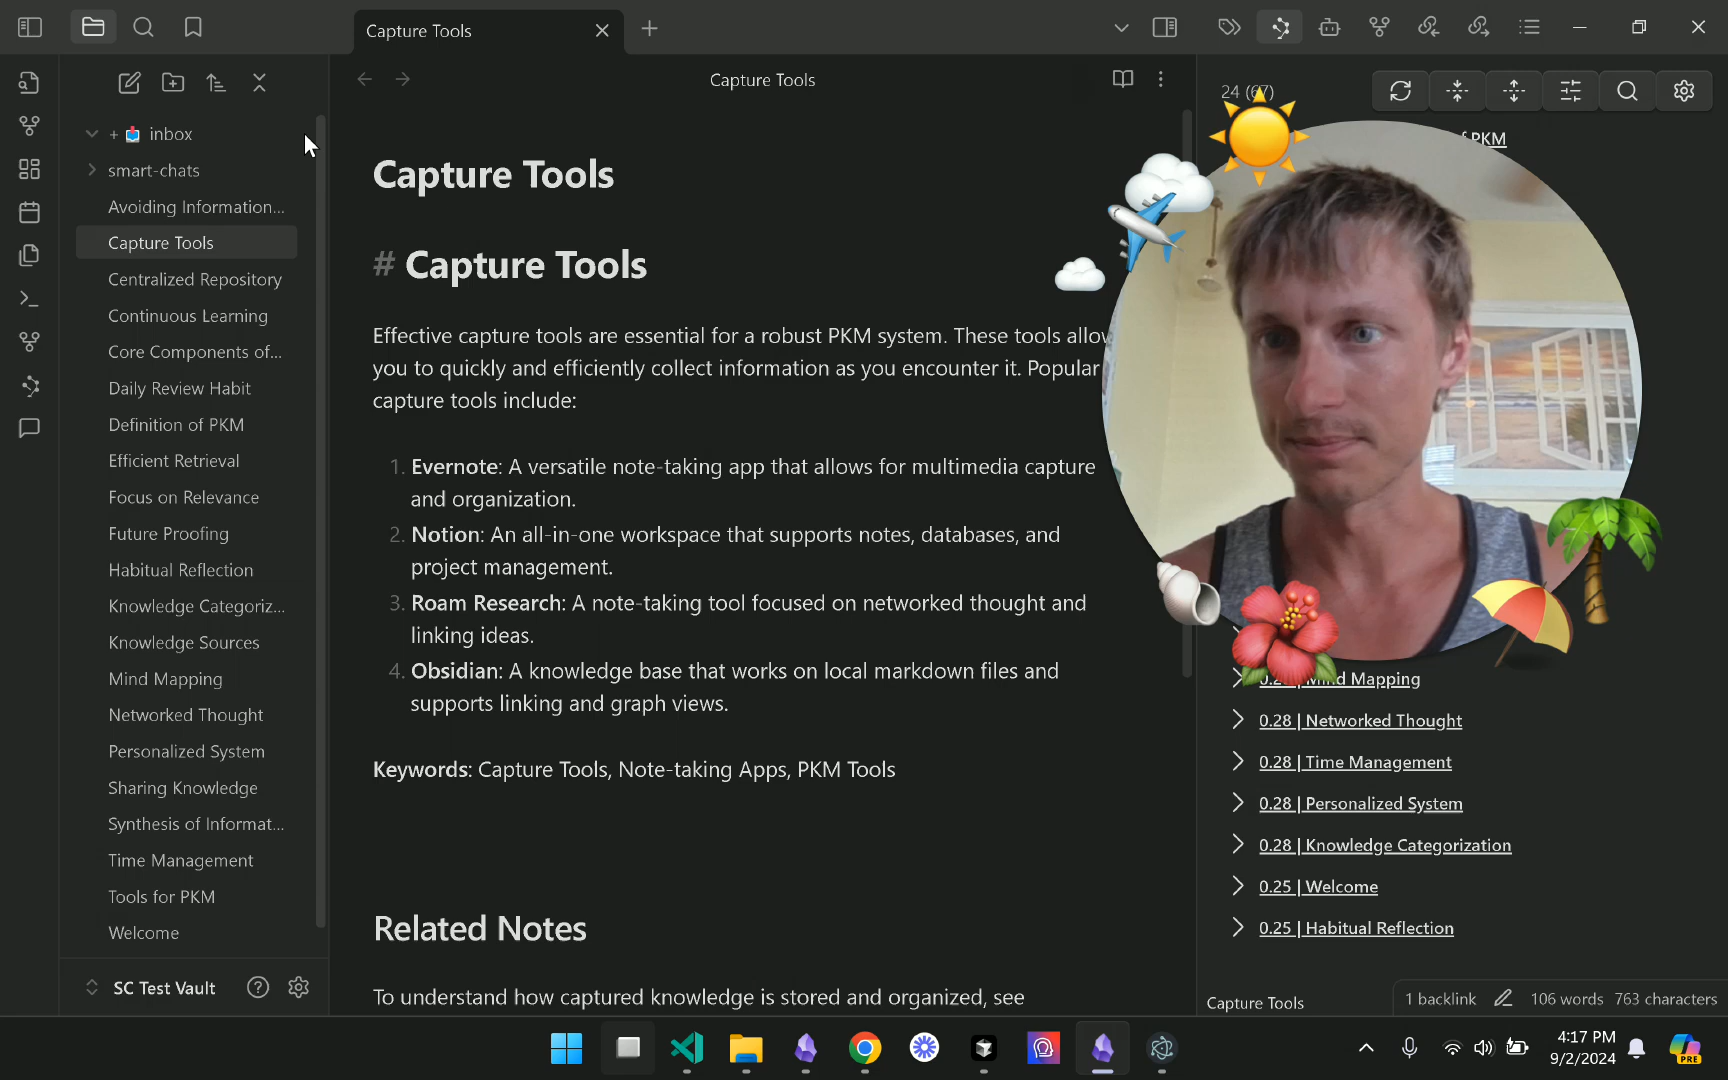 Capture Tools
Capture Tools
24 (67)
f PKM
+ inbox
smart-chats
Avoiding Information...
Capture Tools
Centralized Repository
Continuous Learning
Core Components of...
Daily Review Habit
Definition of PKM
Efficient Retrieval
Focus on Relevance
Future Proofing
Habitual Reflection
Knowledge Categoriz...
Knowledge Sources
Mind Mapping
Networked Thought
Personalized System
Sharing Knowledge
Synthesis of Informat...
Time Management
Tools for PKM
Welcome
SC Test Vault
Capture Tools
# Capture Tools
Effective capture tools are essential for a robust PKM system. These tools allow
you to quickly and efficiently collect information as you encounter it. Popular
capture tools include:
1. Evernote: A versatile note-taking app that allows for multimedia capture
and organization.
2. Notion: An all-in-one workspace that supports notes, databases, and
project management.
3. Roam Research: A note-taking tool focused on networked thought and
linking ideas.
4. Obsidian: A knowledge base that works on local markdown files and
supports linking and graph views.
Keywords: Capture Tools, Note-taking Apps, PKM Tools
Related Notes
To understand how captured knowledge is stored and organized, see
Mapping
0.28 | Networked Thought
0.28 | Time Management
0.28 | Personalized System
0.28 | Knowledge Categorization
0.25 | Welcome
0.25 | Habitual Reflection
Capture Tools
1 backlink
106 words 763 characters
4:17 PM
9/2/2024
PRE